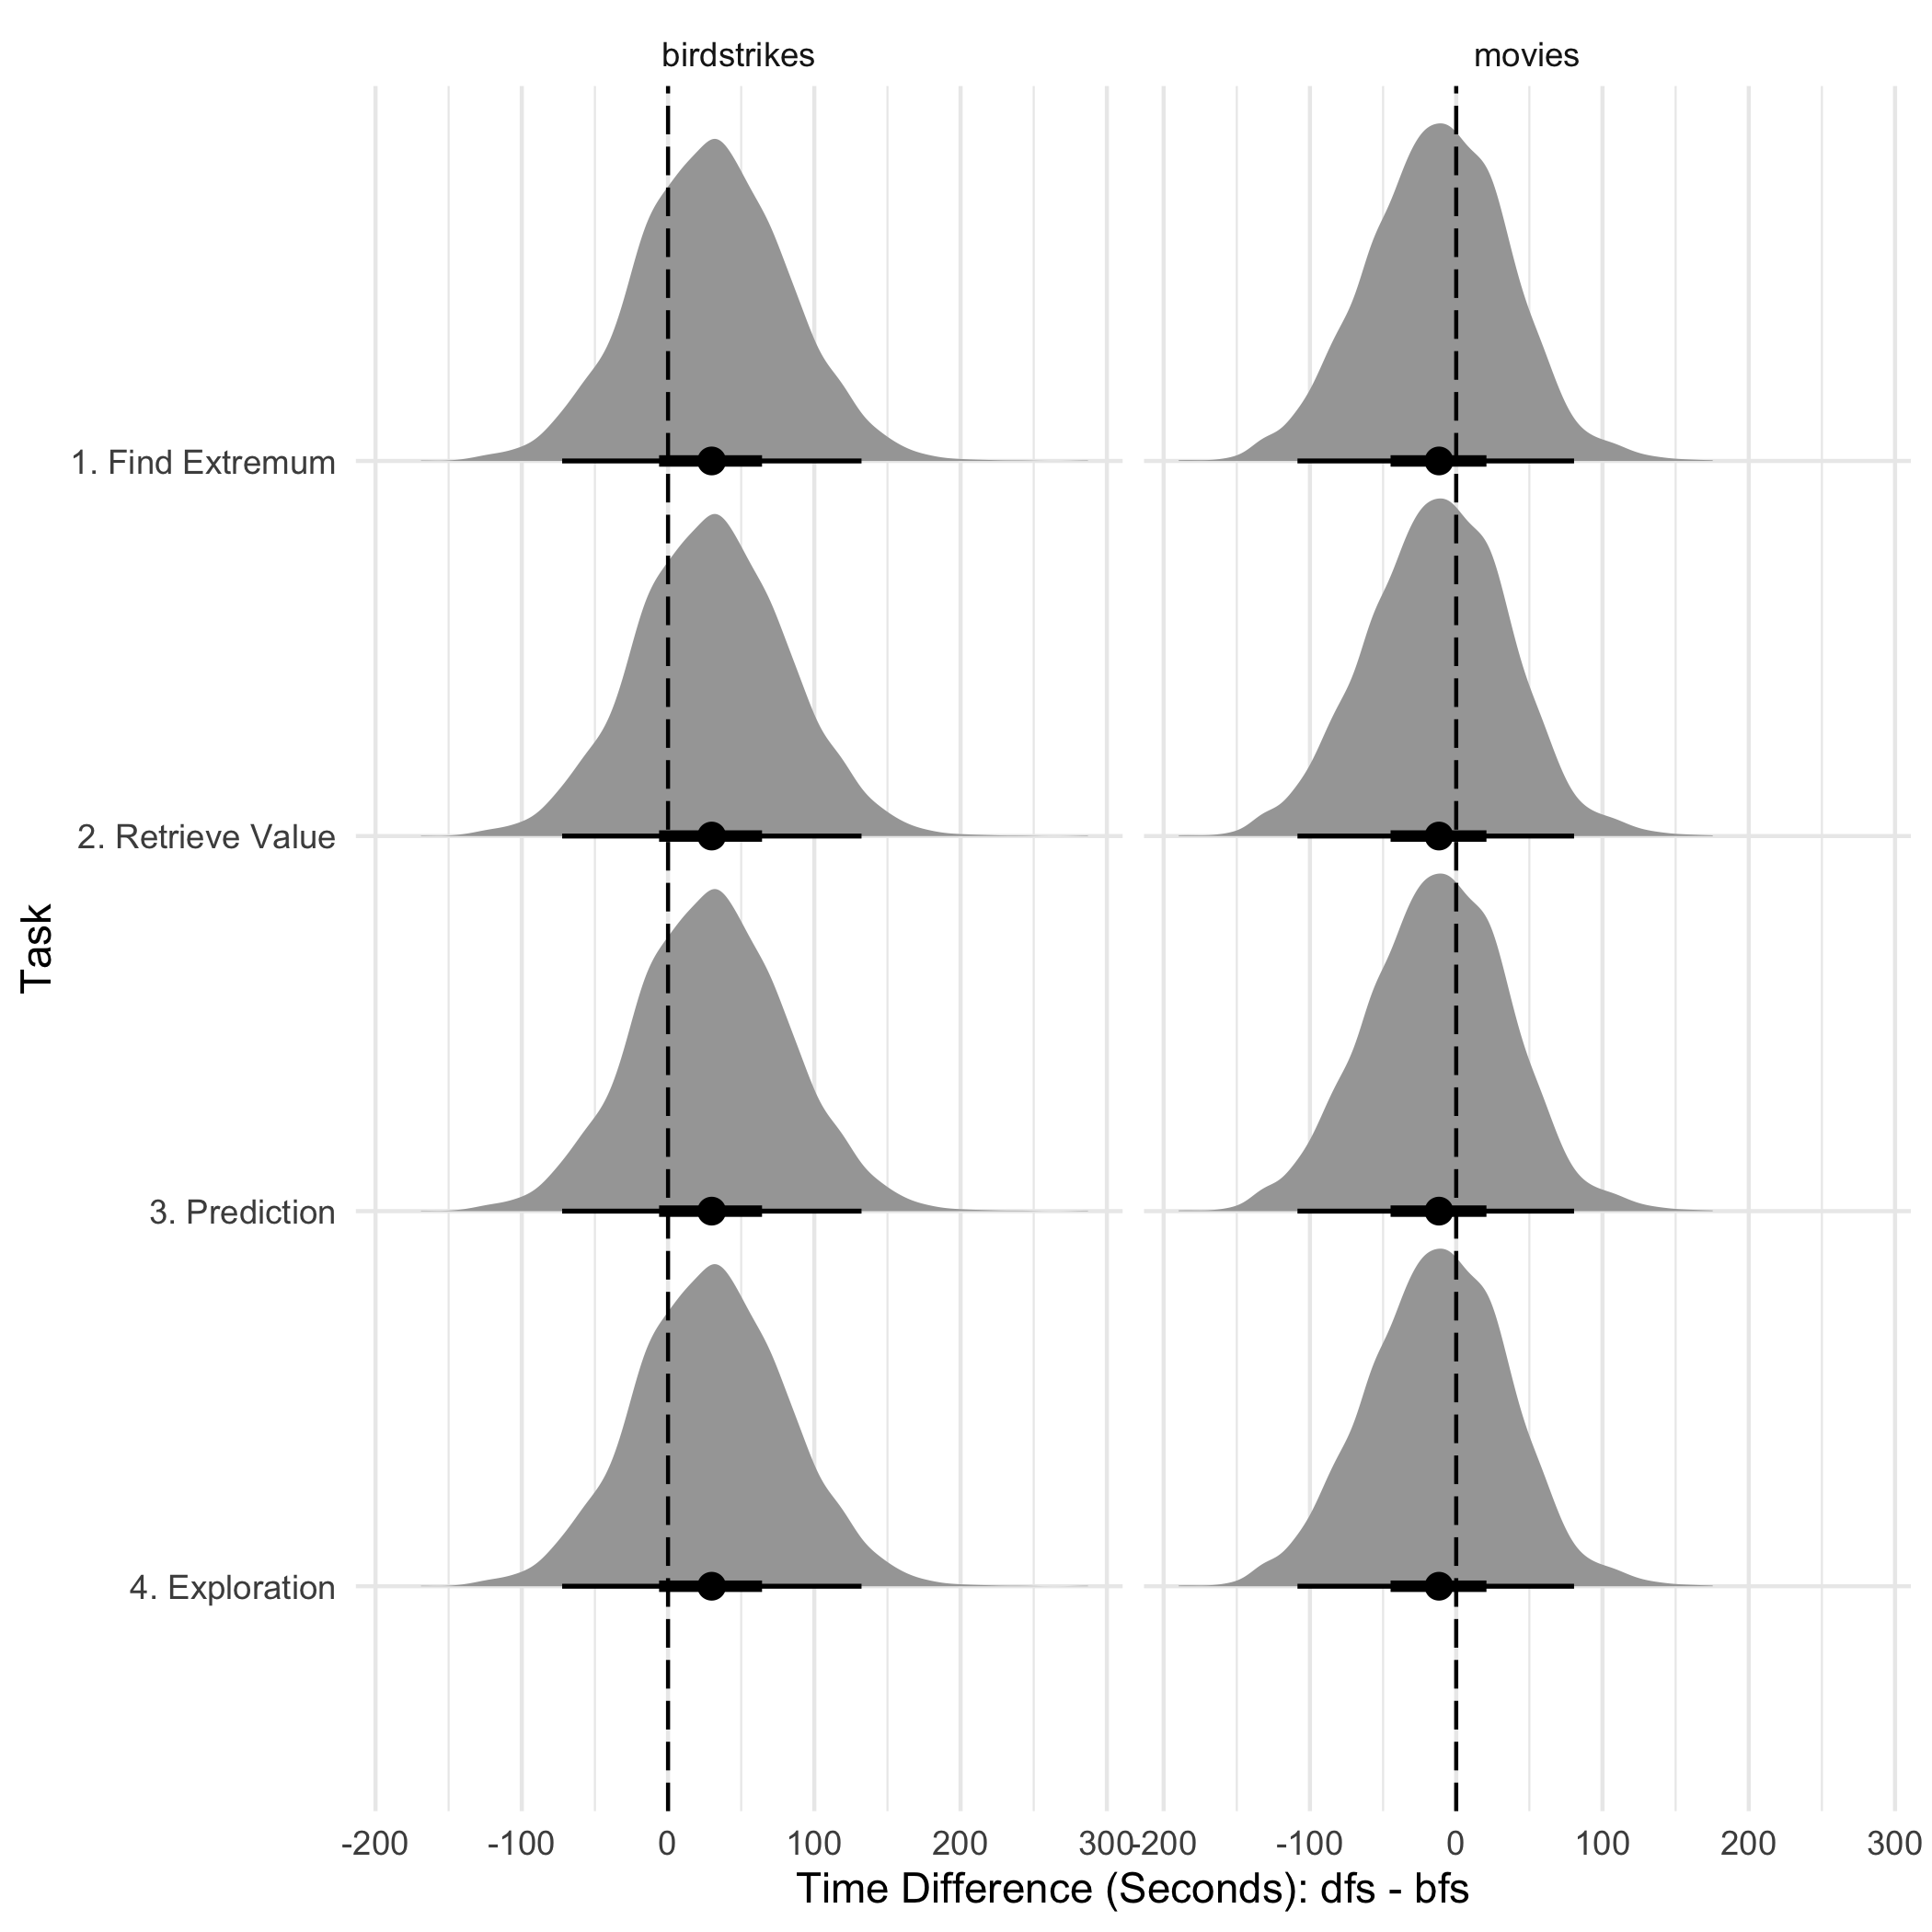 birdstrikes
movies
1. Find Extremum
2. Retrieve Value
3. Prediction
4. Exploration
Task
-200 -100 0 100 200 300
-200 -100 0 100 200 300
Time Difference (Seconds): dfs - bfs